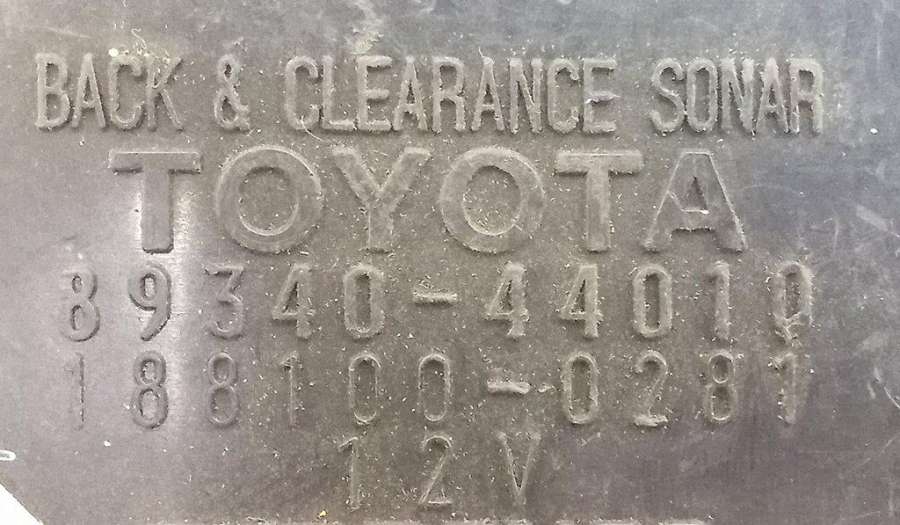 BACK & CLEARANCE SONAR
TOYOTA
89340-44010
188100-0281
12V